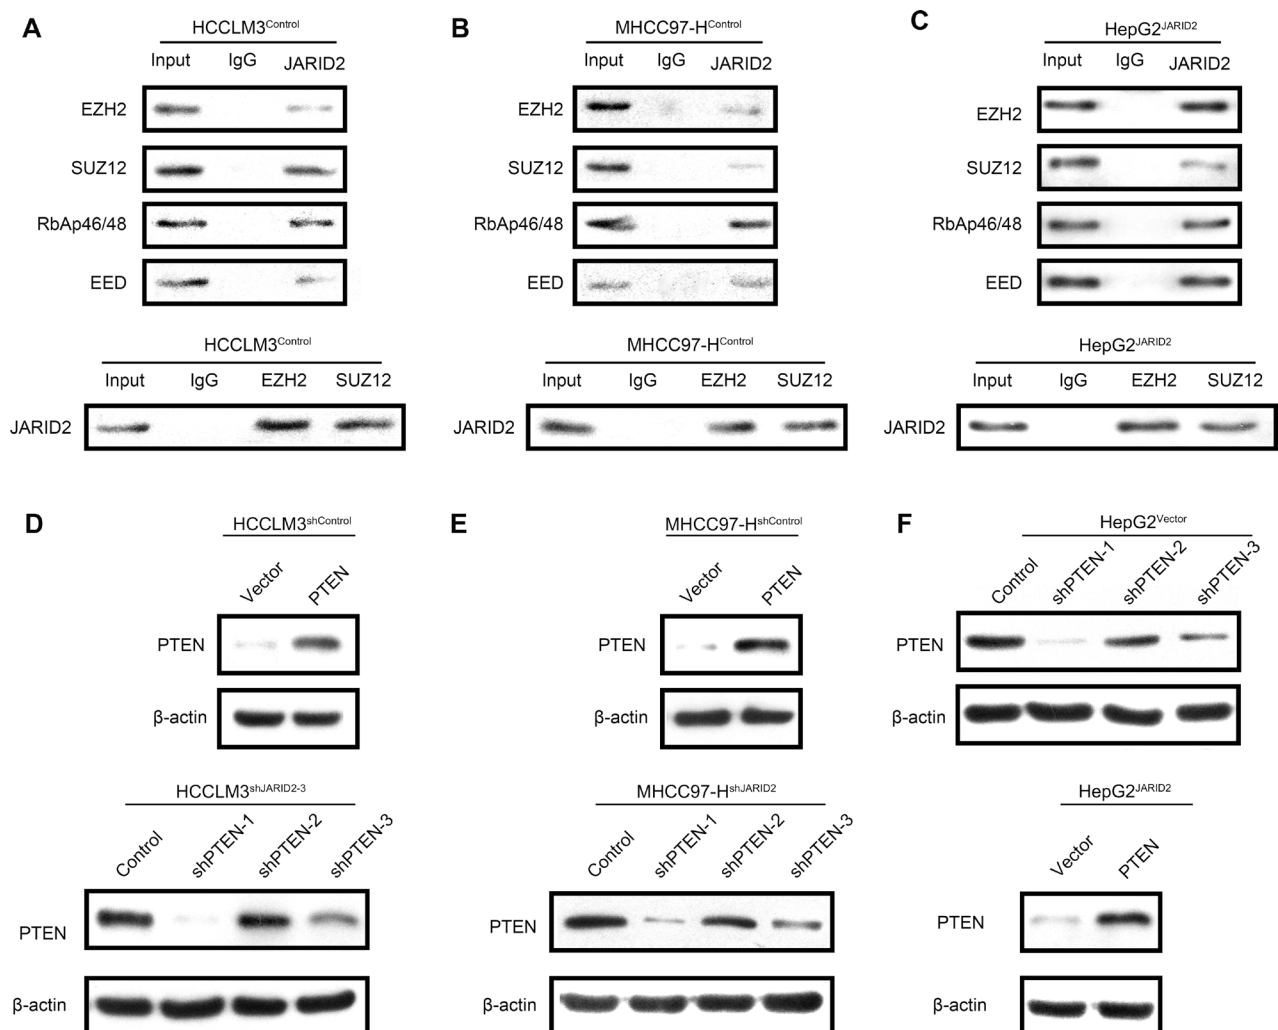 A
HCCLM3Control
Input IgG JARID2
EZH2
SUZ12
RbAp46/48
EED
HCCLM3Control
Input IgG EZH2 SUZ12
JARID2
B
MHCC97-HControl
Input IgG JARID2
EZH2
SUZ12
RbAp46/48
EED
MHCC97-HControl
Input IgG EZH2 SUZ12
JARID2
C
HepG2JARID2
Input IgG JARID2
EZH2
SUZ12
RbAp46/48
EED
HepG2JARID2
Input IgG EZH2 SUZ12
JARID2
D
HCCLM3shControl
Vector PTEN
PTEN
β-actin
HCCLM3shJARID2-3
Control shPTEN-1 shPTEN-2 shPTEN-3
PTEN
β-actin
E
MHCC97-HshControl
Vector PTEN
PTEN
β-actin
MHCC97-HshJARID2
Control shPTEN-1 shPTEN-2 shPTEN-3
PTEN
β-actin
F
HepG2Vector
Control shPTEN-1 shPTEN-2 shPTEN-3
PTEN
β-actin
HepG2JARID2
Vector PTEN
PTEN
β-actin